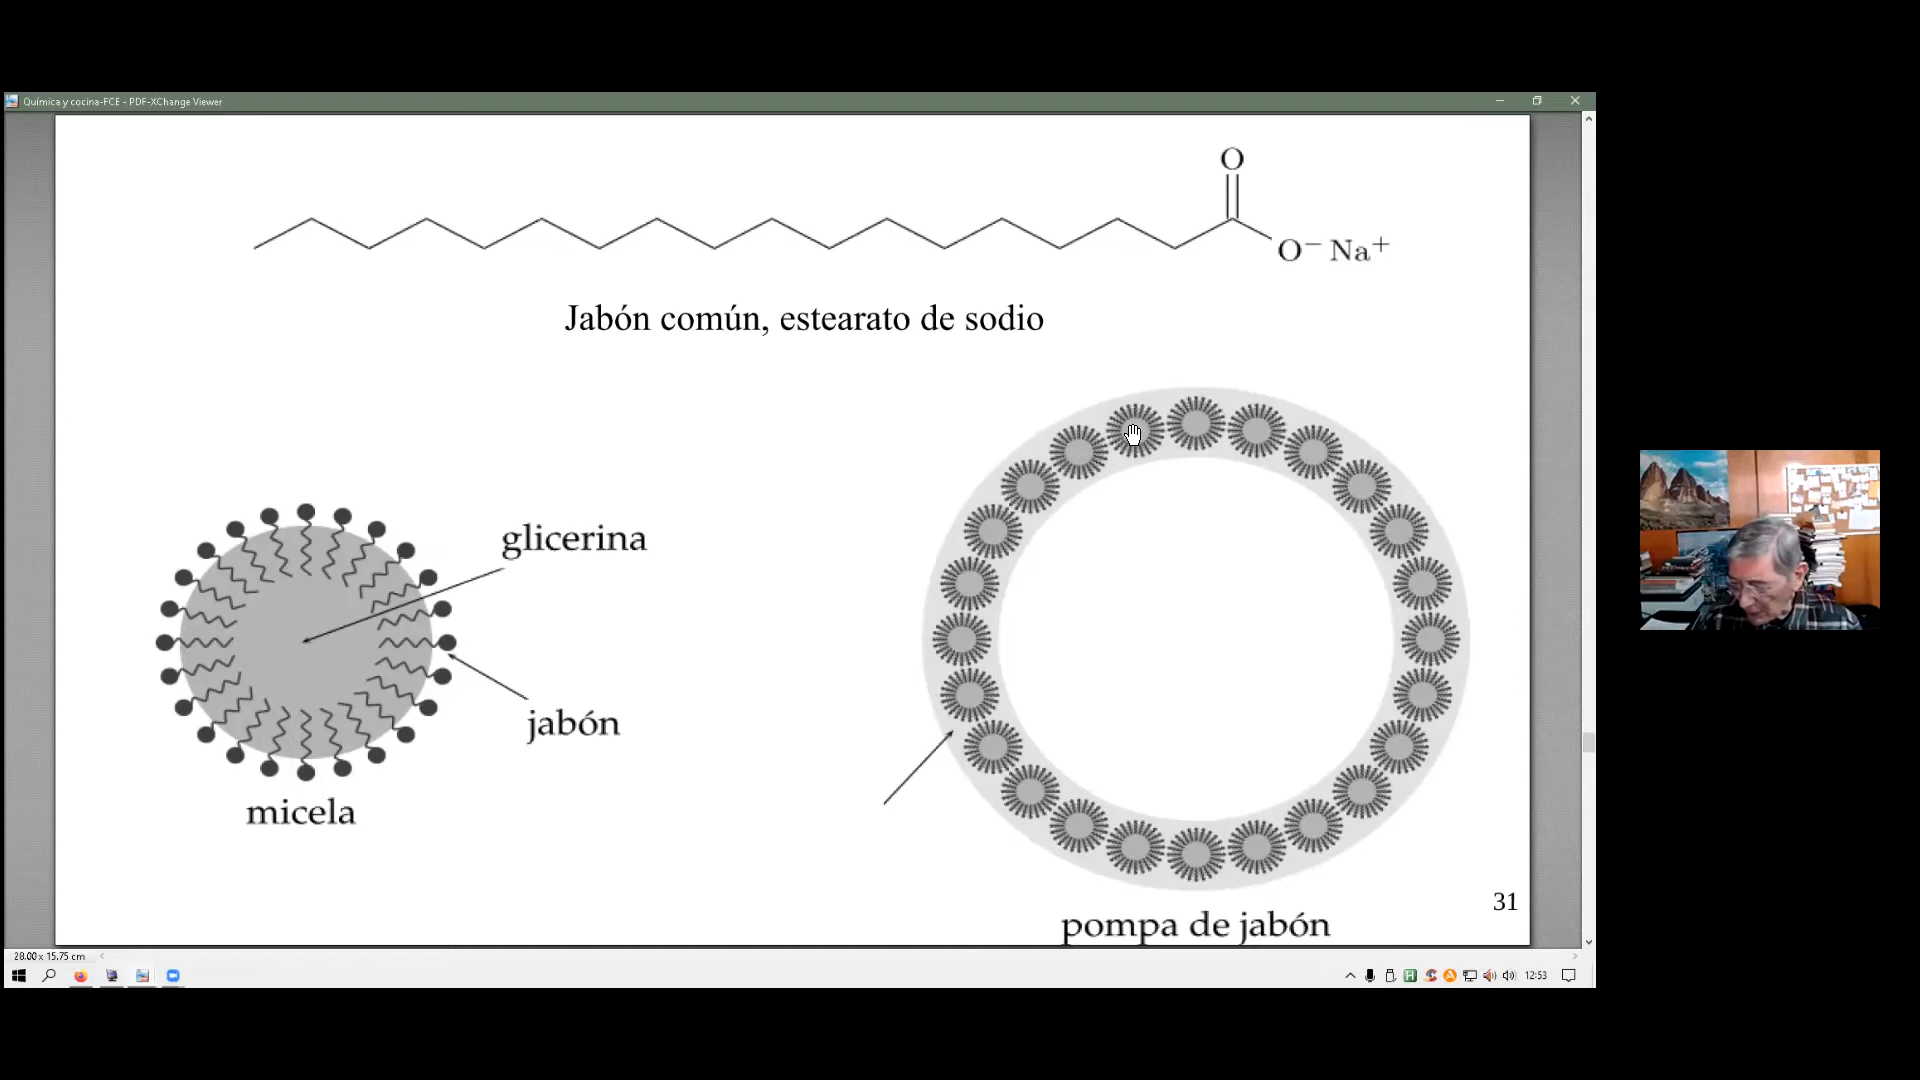 Química y cocina-FCE - PDF-XChange Viewer
O
O⁻ Na⁺
Jabón común, estearato de sodio
glicerina
jabón
micela
pompa de jabón
31
28.00 x 15.75 cm
12:53